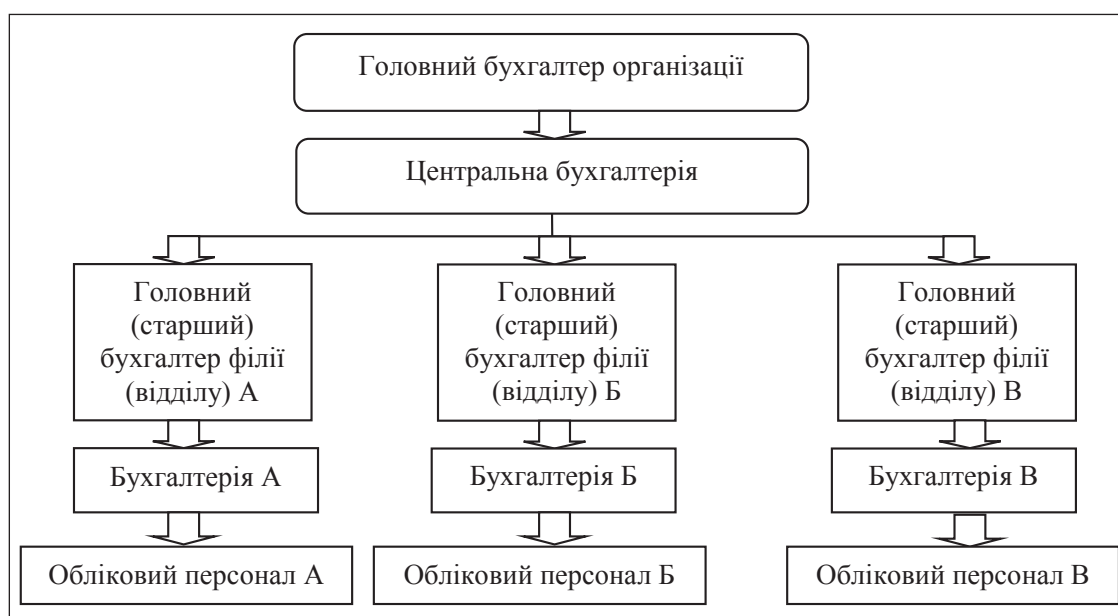 Головний бухгалтер організації
Центральна бухгалтерія
Головний
(старший)
бухгалтер філії
(відділу) А
Головний
(старший)
бухгалтер філії
(відділу) Б
Головний
(старший)
бухгалтер філії
(відділу) В
Бухгалтерія А
Бухгалтерія Б
Бухгалтерія В
Обліковий персонал А
Обліковий персонал Б
Обліковий персонал В